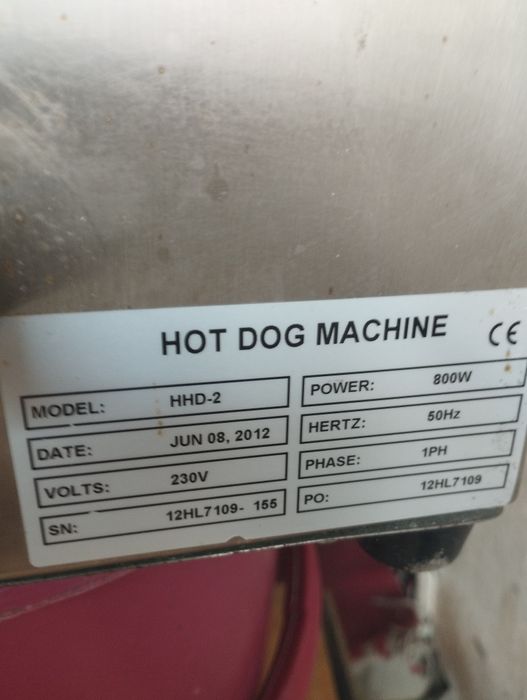 HOT DOG MACHINE CE
MODEL: HHD-2 POWER: 800W
DATE: JUN 08, 2012 HERTZ: 50Hz
VOLTS: 230V PHASE: 1PH
SN: 12HL7109- 155 PO: 12HL7109